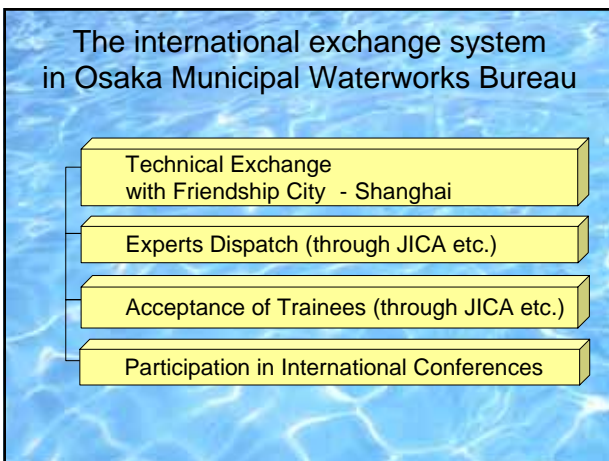 The international exchange system
in Osaka Municipal Waterworks Bureau
Technical Exchange
with Friendship City - Shanghai
Experts Dispatch (through JICA etc.)
Acceptance of Trainees (through JICA etc.)
Participation in International Conferences